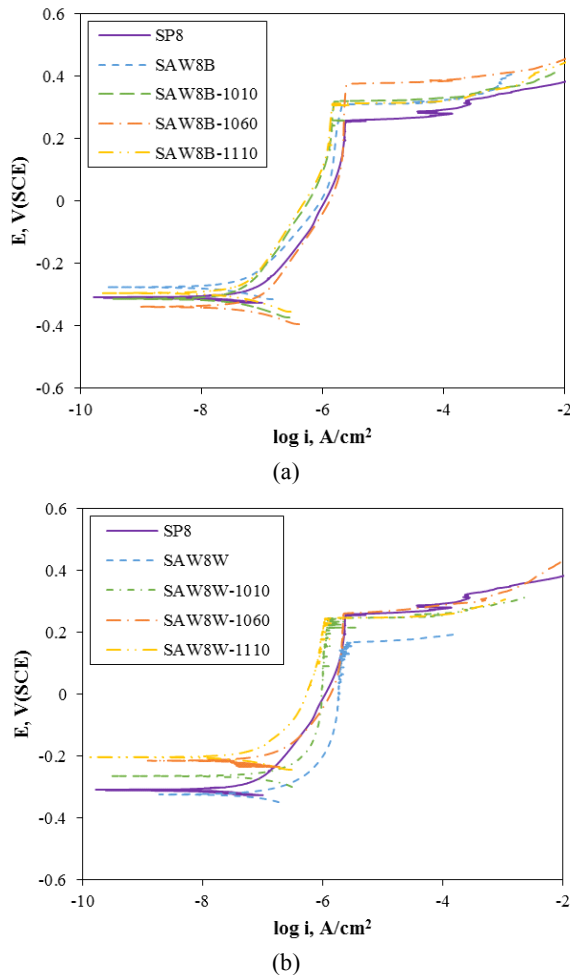 0.6
0.4
0.2
0
-0.2
-0.4
-0.6
E, V(SCE)
SP8
SAW8B
SAW8B-1010
SAW8B-1060
SAW8B-1110
-10
-8
-6
-4
-2
log i, A/cm²
(a)
0.6
0.4
0.2
0
-0.2
-0.4
-0.6
E, V(SCE)
SP8
SAW8W
SAW8W-1010
SAW8W-1060
SAW8W-1110
-10
-8
-6
-4
-2
log i, A/cm²
(b)